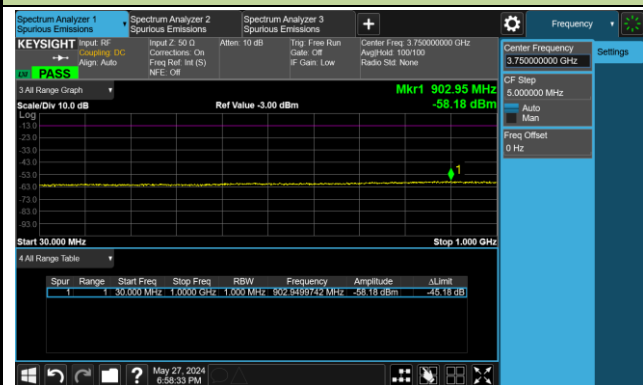 Spectrum Analyzer 1
Spurious Emissions
Spectrum Analyzer 2
Spurious Emissions
Spectrum Analyzer 3
Spurious Emissions
Frequency
KEYSIGHT
Input: RF
Coupling: DC
Align: Auto
Input Z: 50 Ω
Corrections: On
Freq Ref: Int (S)
NFE: Off
Atten: 10 dB
Trig: Free Run
Gate: Off
IF Gain: Low
Center Freq: 3.750000000 GHz
Avg|Hold: 100/100
Radio Std: None
PASS
3 All Range Graph
Mkr1 902.95 MHz
Scale/Div 10.0 dB
Ref Value -3.00 dBm
-58.18 dBm
Log
-13.0
-23.0
-33.0
-43.0
-53.0
-63.0
-73.0
-83.0
-93.0
1
Start 30.000 MHz
Stop 1.000 GHz
4 All Range Table
Spur Range Start Freq Stop Freq RBW Frequency Amplitude ΔLimit
1 1 30.000 MHz 1.0000 GHz 1.000 MHz 902.9499742 MHz -58.18 dBm -45.18 dB
May 27, 2024
6:58:33 PM
Center Frequency
3.750000000 GHz
Settings
CF Step
5.000000 MHz
Auto
Man
Freq Offset
0 Hz